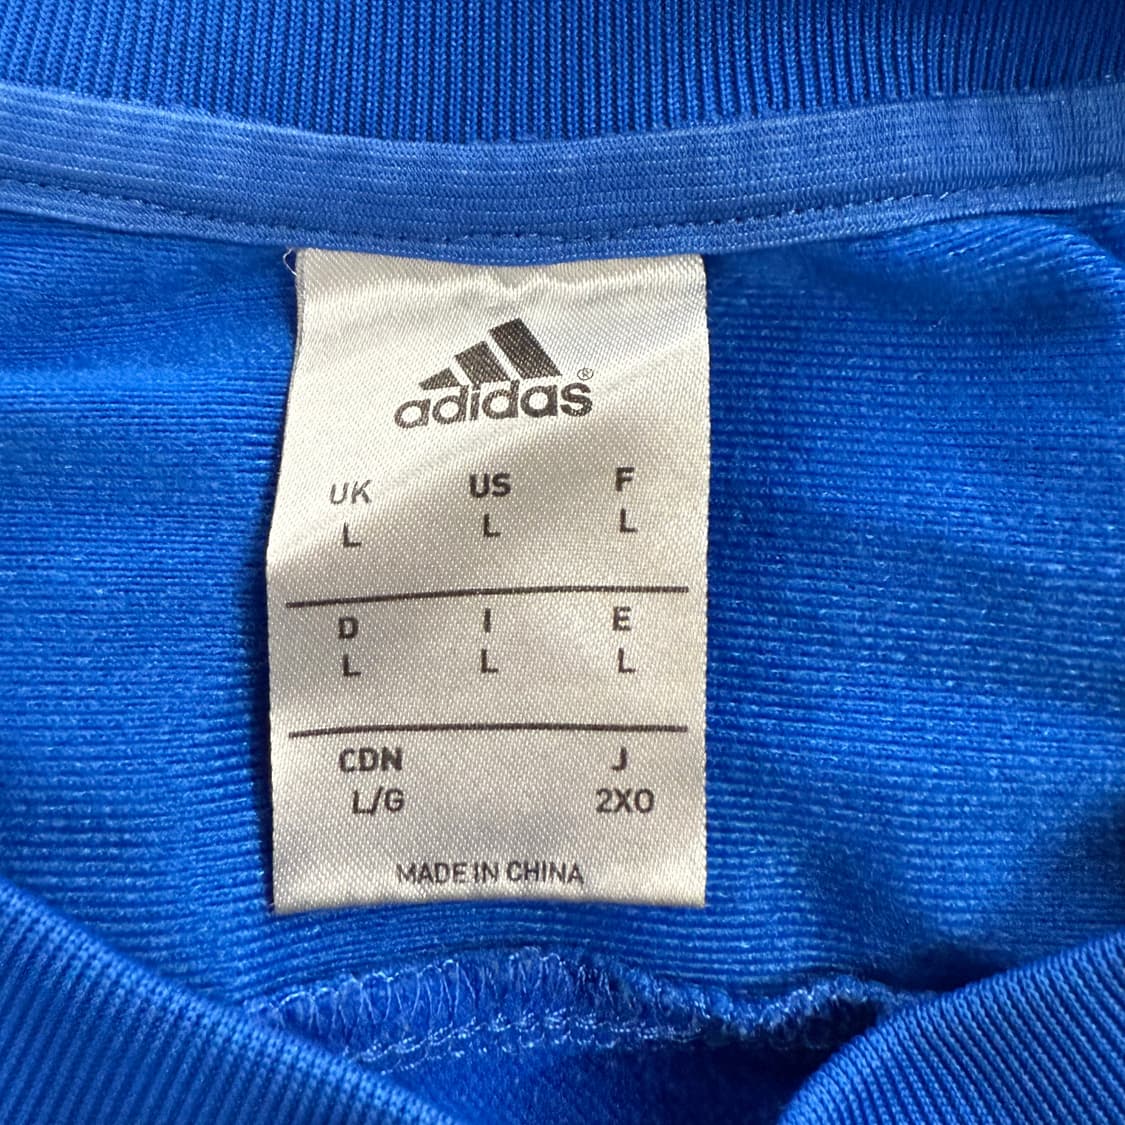 adidas®
UK US F
L L L
D I E
L L L
CDN J
L/G 2XO
MADE IN CHINA